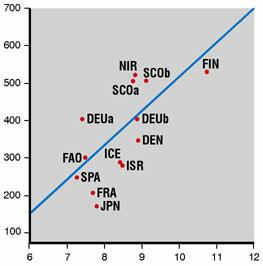 700
600
500
400
300
200
100
NIR
SCOb
FIN
SCOa
DEUa
DEUb
DEN
FAO
ICE
ISR
SPA
FRA
JPN
6 7 8 9 10 11 12